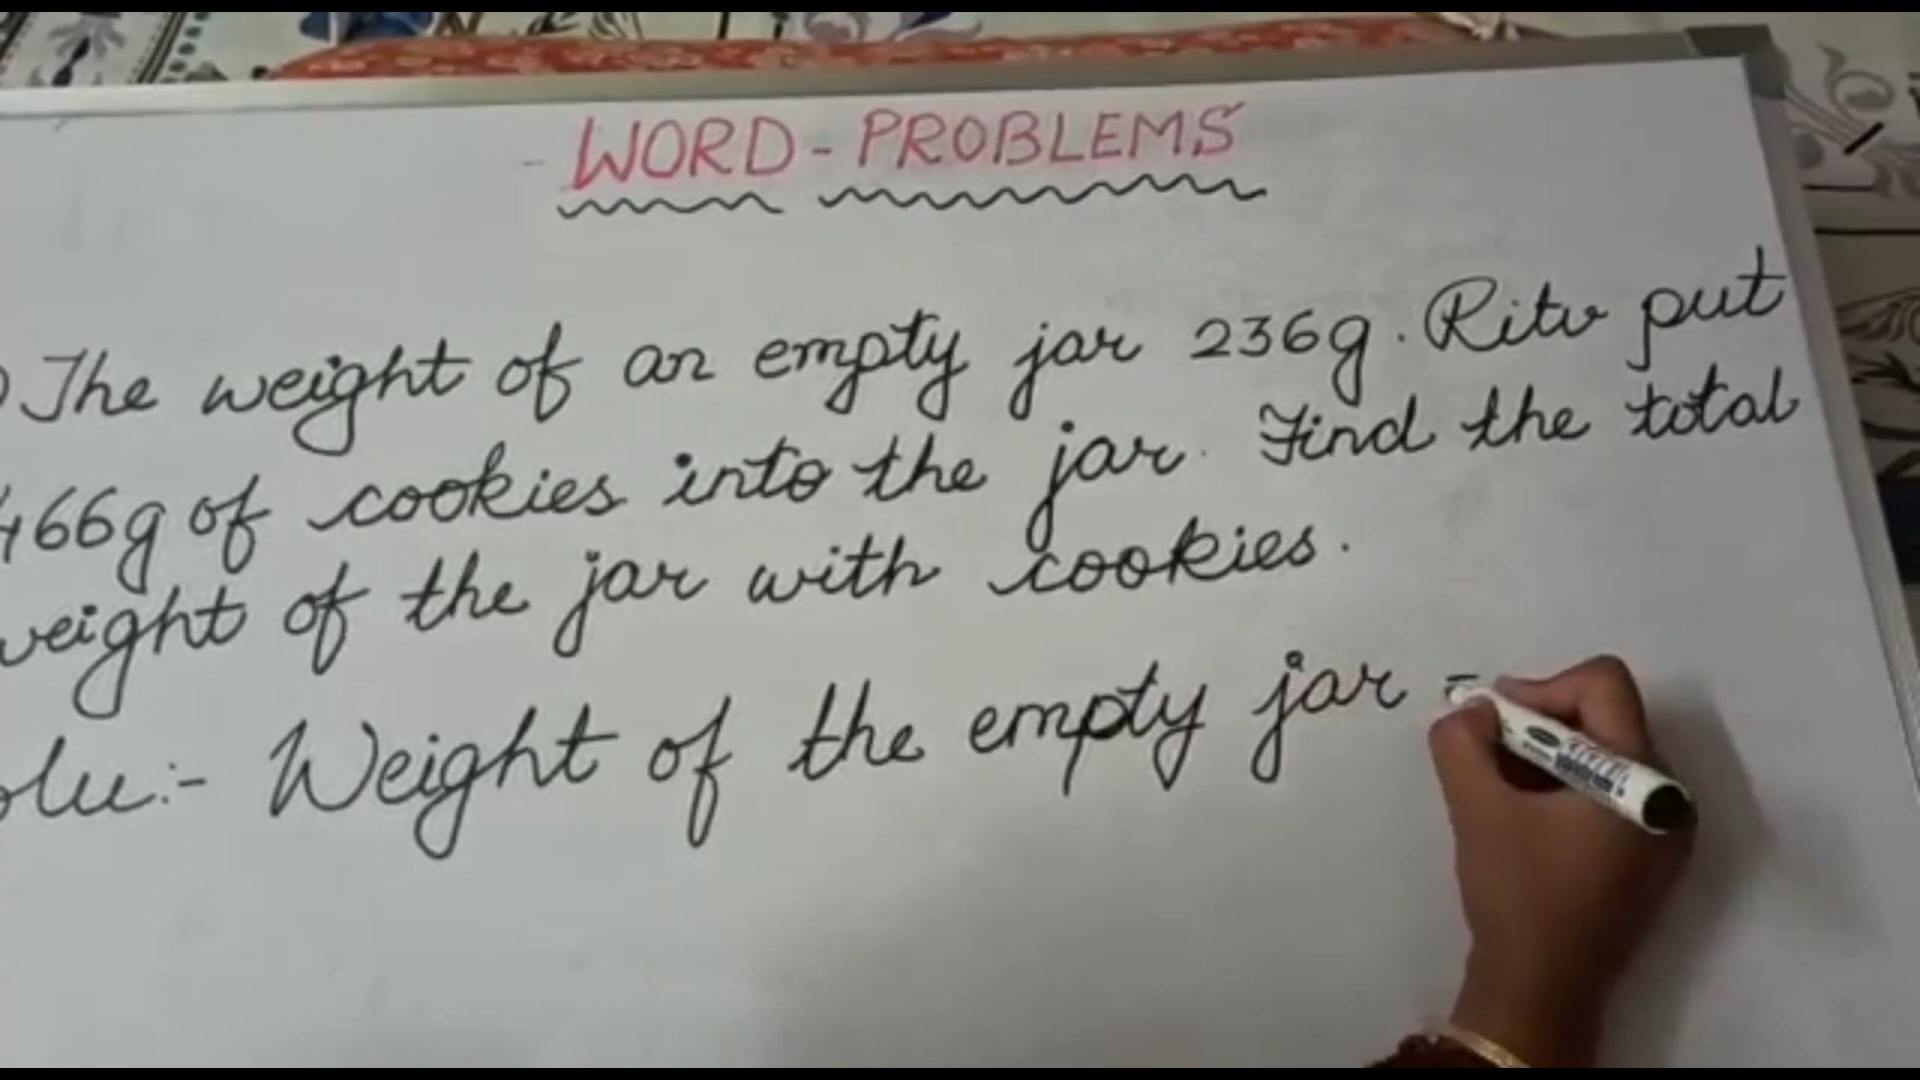 WORD - PROBLEMS
The weight of an empty jar 236g. Ritu put
466g of cookies into the jar. Find the total
weight of the jar with cookies.
Solu:- Weight of the empty jar =